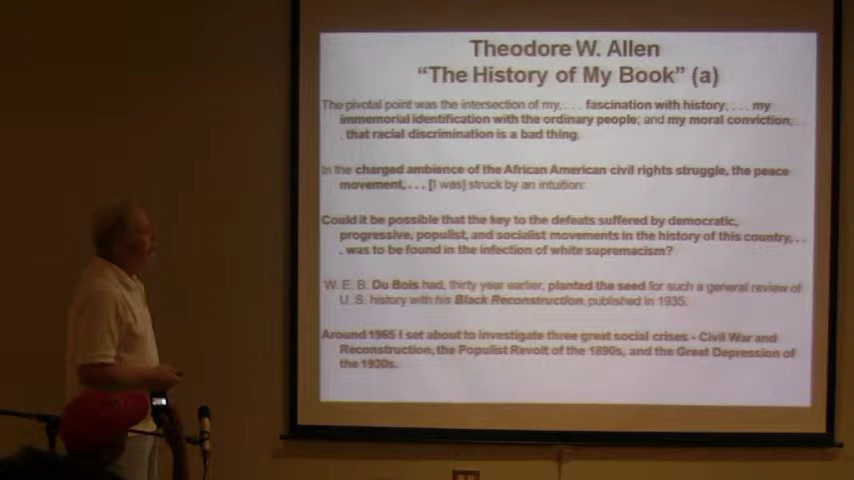 Theodore W. Allen
"The History of My Book" (a)
The pivotal point was the intersection of my, . . . fascination with history, . . . my
immemorial identification with the ordinary people; and my moral conviction, . .
. that racial discrimination is a bad thing.
In the charged ambience of the African American civil rights struggle, the peace
movement, . . . [I was] struck by an intuition:
Could it be possible that the key to the defeats suffered by democratic,
progressive, populist, and socialist movements in the history of this country, . .
. was to be found in the infection of white supremacism?
W. E. B. Du Bois had, thirty year earlier, planted the seed for such a general review of
U. S. history with his Black Reconstruction, published in 1935.
Around 1965 I set about to investigate three great social crises - Civil War and
Reconstruction, the Populist Revolt of the 1890s, and the Great Depression of
the 1930s.